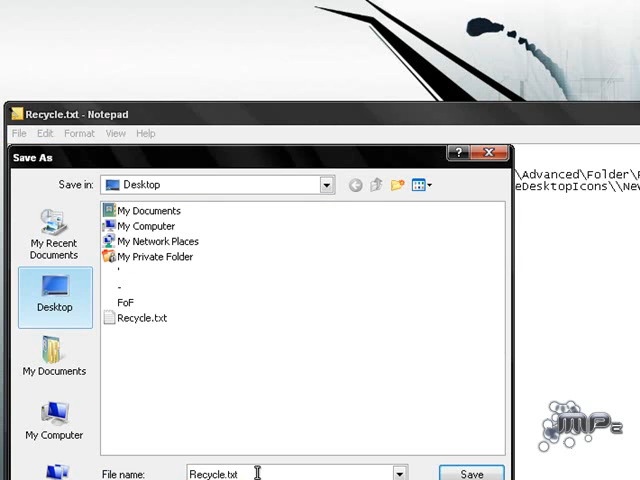 Recycle.txt - Notepad
File Edit Format View Help
Save As
?
Save in: Desktop
\Advanced\Folder\
eDesktopIcons\\Ne
My Recent Documents
Desktop
My Documents
My Computer
My Documents
My Computer
My Network Places
My Private Folder
'
-
FoF
Recycle.txt
File name: Recycle.txt Save
MP2